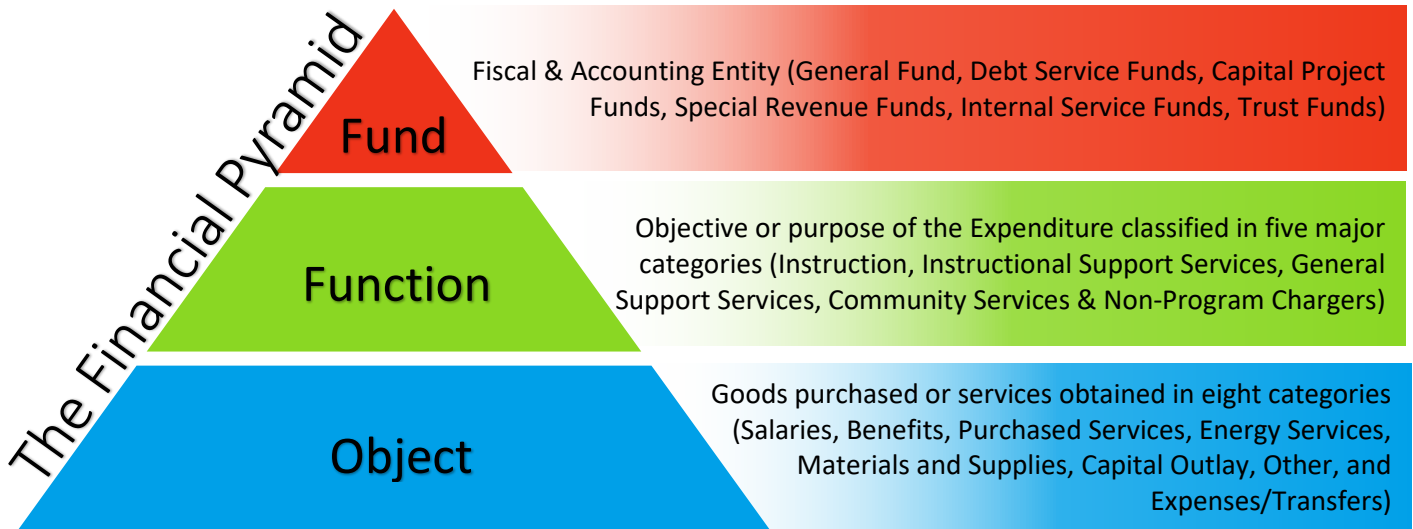 The Financial Pyramid
Fund
Fiscal & Accounting Entity (General Fund, Debt Service Funds, Capital Project
Funds, Special Revenue Funds, Internal Service Funds, Trust Funds)
Function
Objective or purpose of the Expenditure classified in five major
categories (Instruction, Instructional Support Services, General
Support Services, Community Services & Non-Program Chargers)
Object
Goods purchased or services obtained in eight categories
(Salaries, Benefits, Purchased Services, Energy Services,
Materials and Supplies, Capital Outlay, Other, and
Expenses/Transfers)